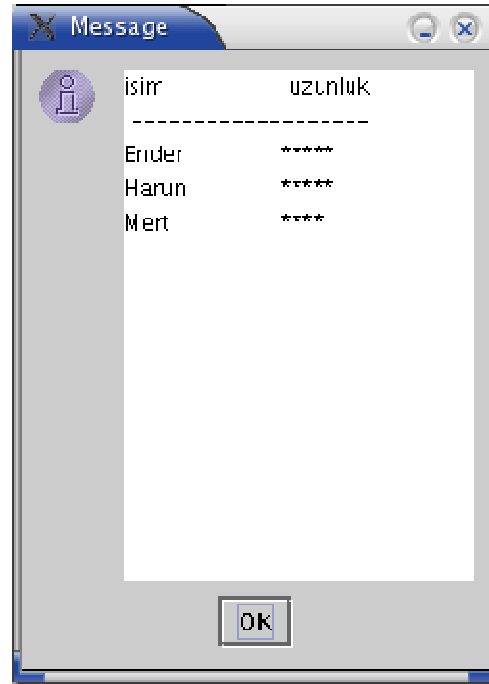 Message
isim uzunluk
-------------------
Ender *****
Harun *****
Mert ****
OK